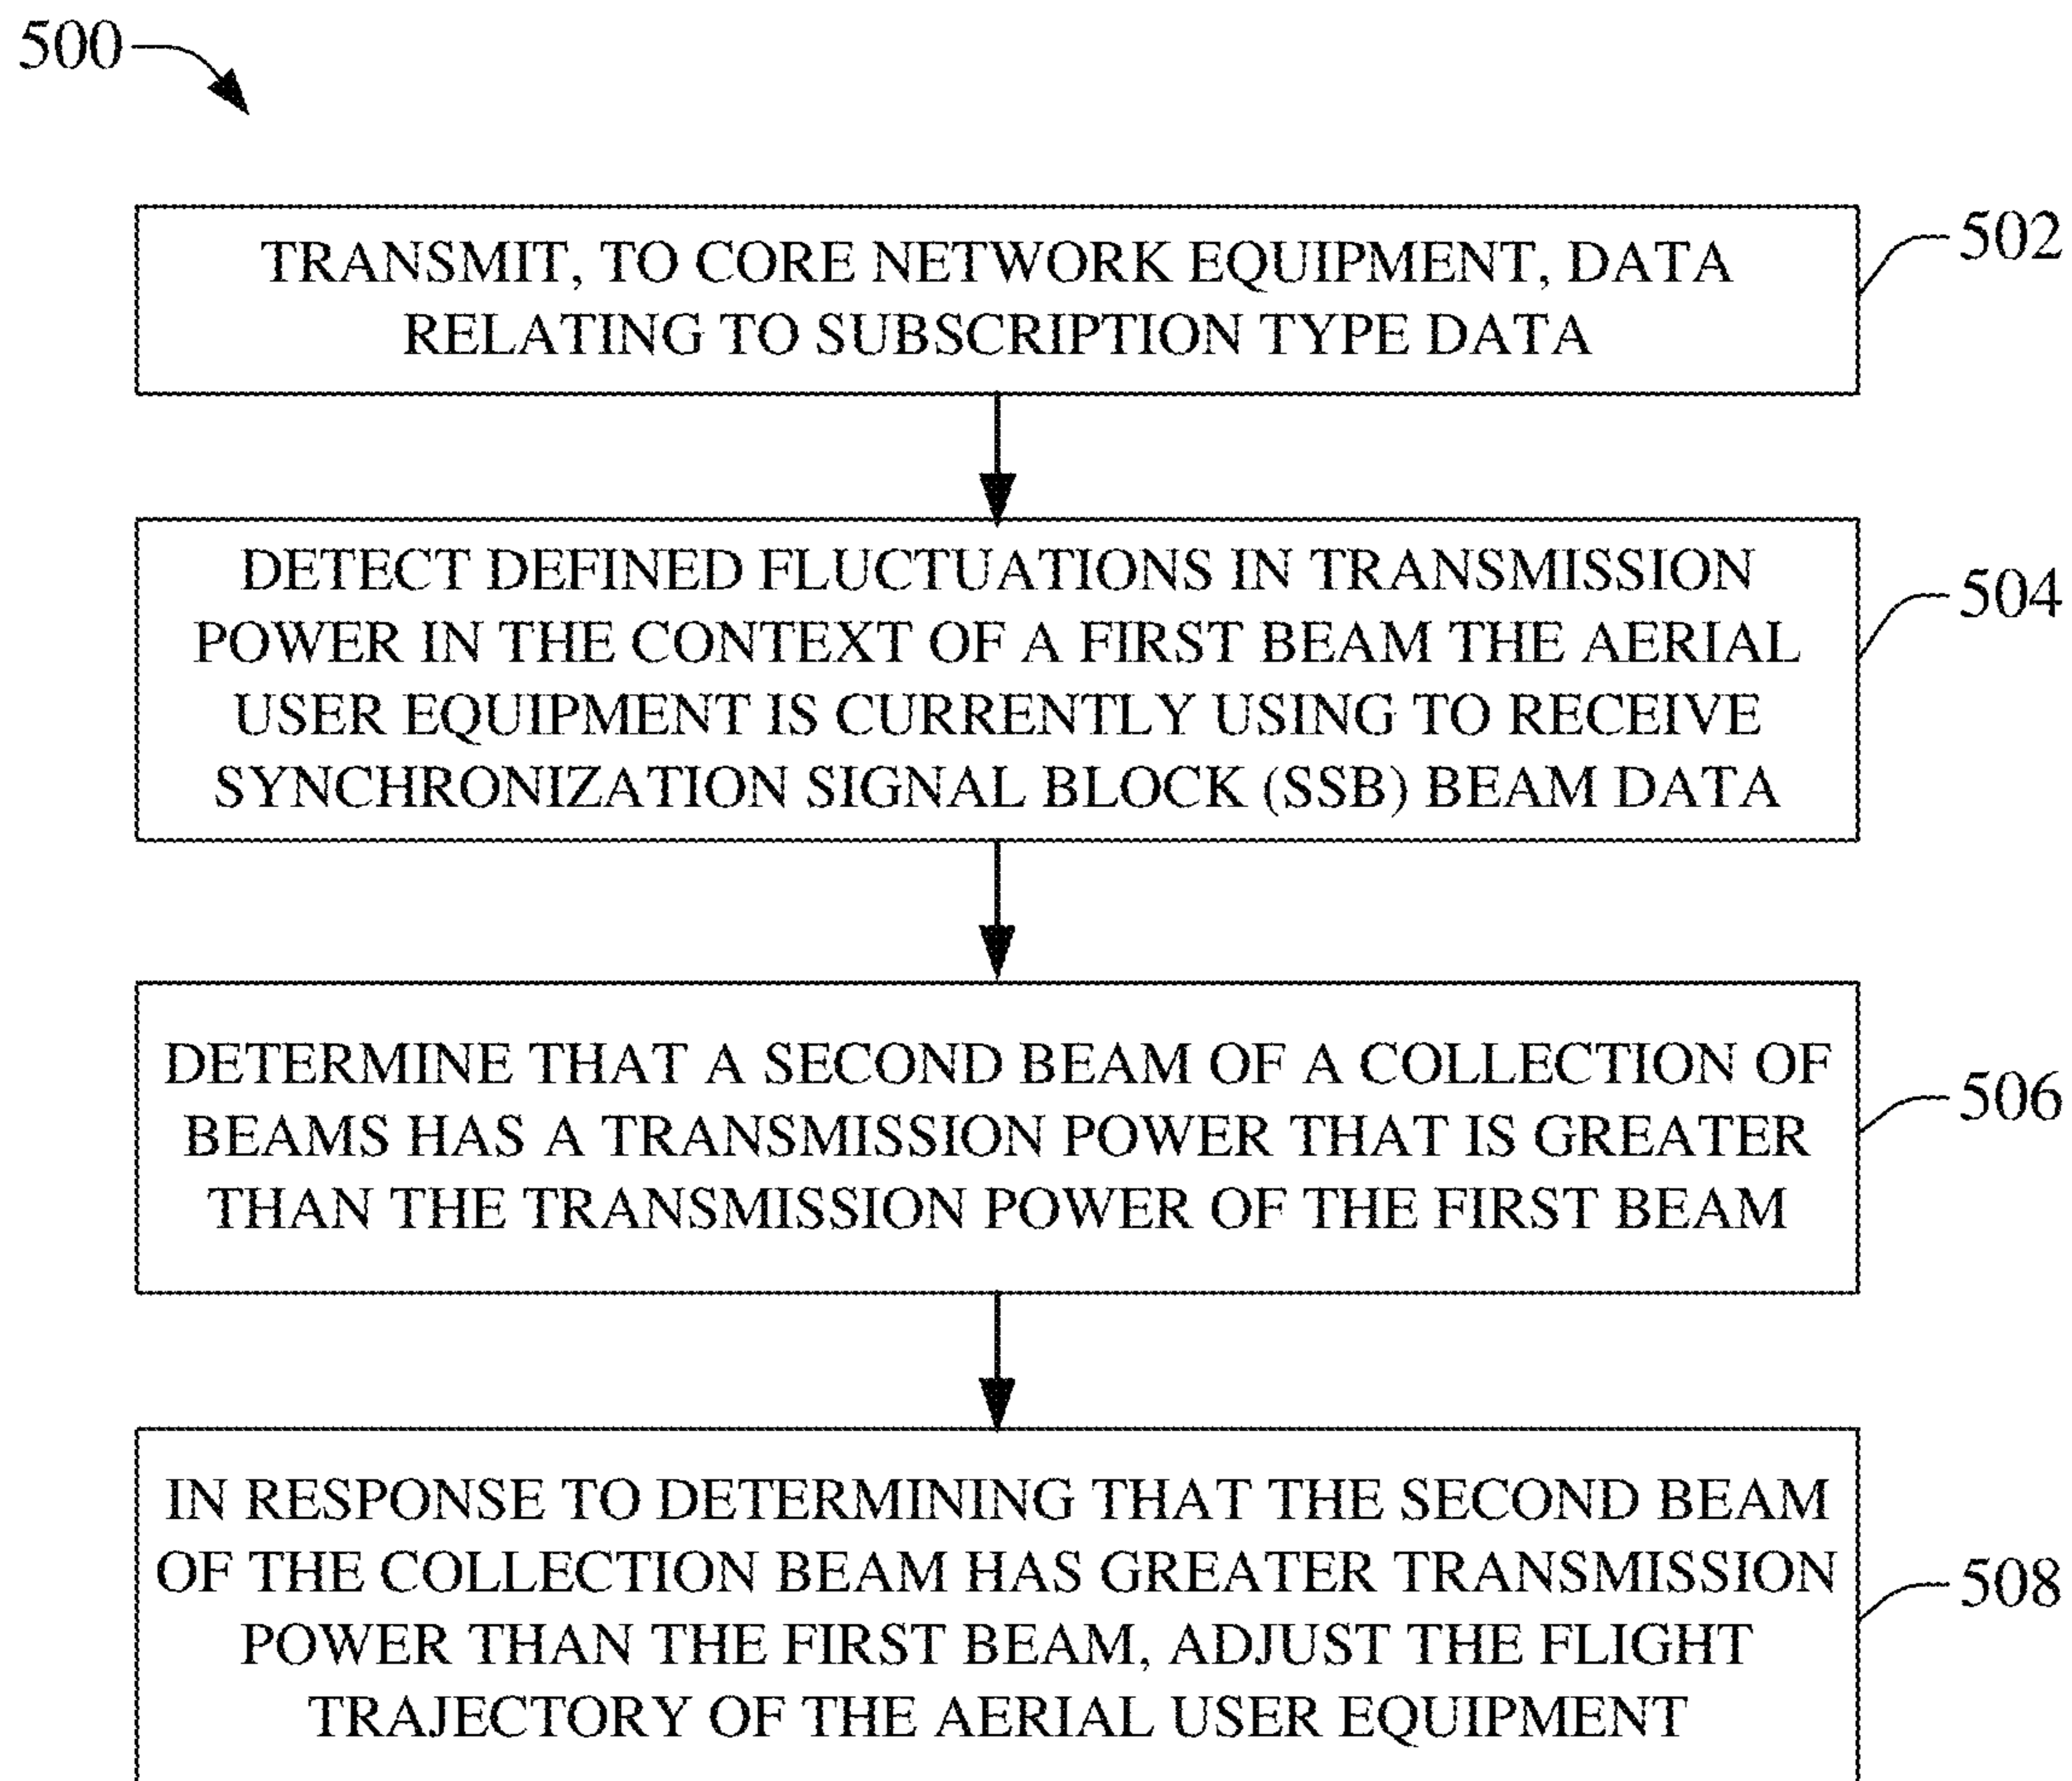 500
TRANSMIT, TO CORE NETWORK EQUIPMENT, DATA
RELATING TO SUBSCRIPTION TYPE DATA
502
DETECT DEFINED FLUCTUATIONS IN TRANSMISSION
POWER IN THE CONTEXT OF A FIRST BEAM THE AERIAL
USER EQUIPMENT IS CURRENTLY USING TO RECEIVE
SYNCHRONIZATION SIGNAL BLOCK (SSB) BEAM DATA
504
DETERMINE THAT A SECOND BEAM OF A COLLECTION OF
BEAMS HAS A TRANSMISSION POWER THAT IS GREATER
THAN THE TRANSMISSION POWER OF THE FIRST BEAM
506
IN RESPONSE TO DETERMINING THAT THE SECOND BEAM
OF THE COLLECTION BEAM HAS GREATER TRANSMISSION
POWER THAN THE FIRST BEAM, ADJUST THE FLIGHT
TRAJECTORY OF THE AERIAL USER EQUIPMENT
508